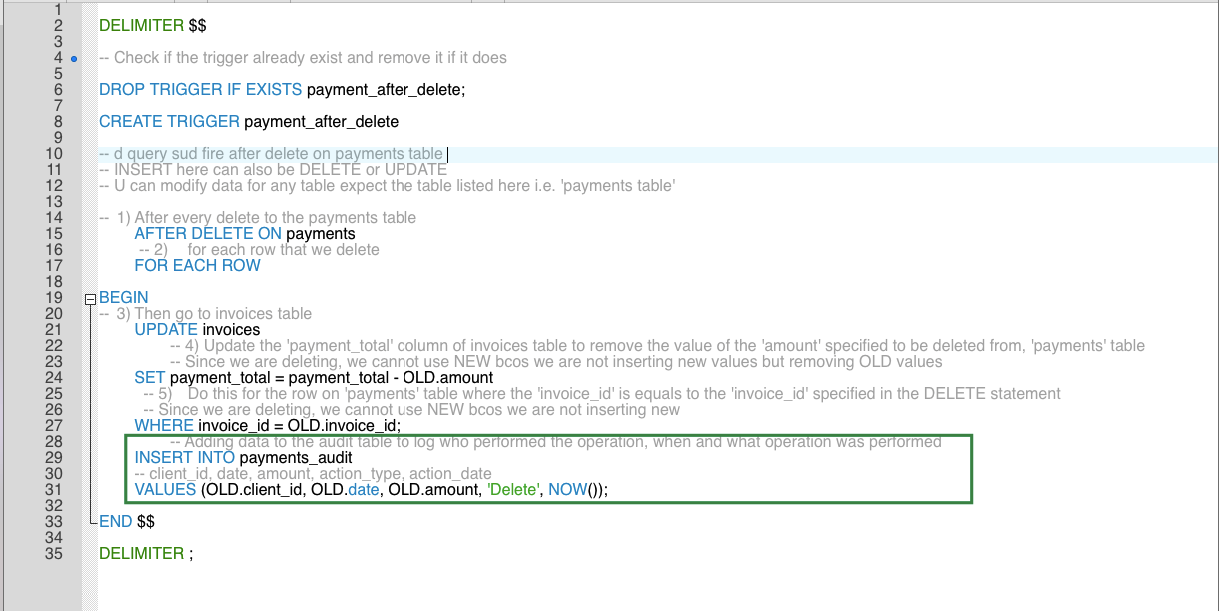 1
2 DELIMITER $$
3
4 -- Check if the trigger already exist and remove it if it does
5
6 DROP TRIGGER IF EXISTS payment_after_delete;
7
8 CREATE TRIGGER payment_after_delete
9
10 -- d query sud fire after delete on payments table
11 -- INSERT here can also be DELETE or UPDATE
12 -- U can modify data for any table expect the table listed here i.e. 'payments table'
13
14 -- 1) After every delete to the payments table
15 AFTER DELETE ON payments
16 -- 2) for each row that we delete
17 FOR EACH ROW
18
19 BEGIN
20 -- 3) Then go to invoices table
21 UPDATE invoices
22 -- 4) Update the 'payment_total' column of invoices table to remove the value of the 'amount' specified to be deleted from, 'payments' table
23 -- Since we are deleting, we cannot use NEW bcos we are not inserting new values but removing OLD values
24 SET payment_total = payment_total - OLD.amount
25 -- 5) Do this for the row on 'payments' table where the 'invoice_id' is equals to the 'invoice_id' specified in the DELETE statement
26 -- Since we are deleting, we cannot use NEW bcos we are not inserting new
27 WHERE invoice_id = OLD.invoice_id;
28 -- Adding data to the audit table to log who performed the operation, when and what operation was performed
29 INSERT INTO payments_audit
30 -- client_id, date, amount, action_type, action_date
31 VALUES (OLD.client_id, OLD.date, OLD.amount, 'Delete', NOW());
32
33 END $$
34
35 DELIMITER ;